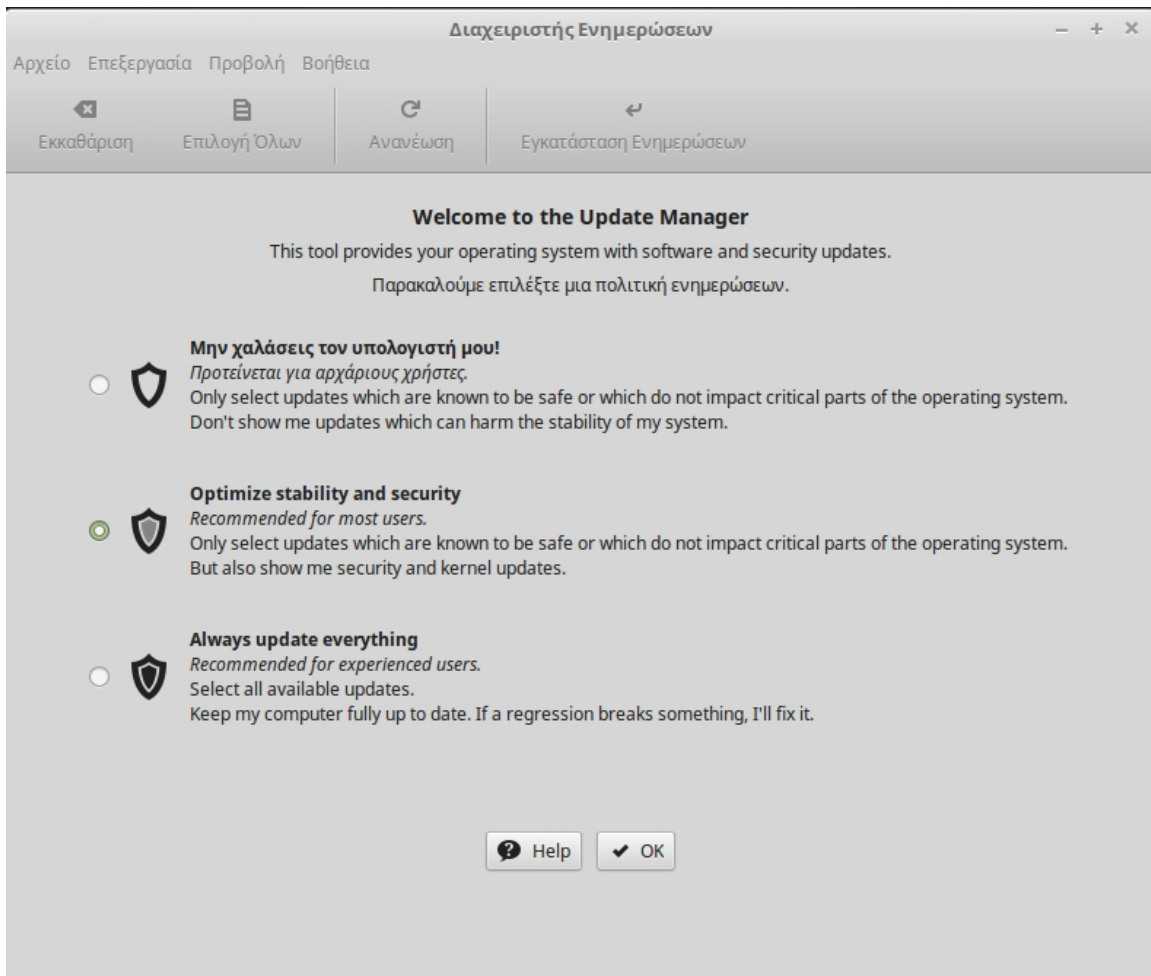 Διαχειριστής Ενημερώσεων
Αρχείο Επεξεργασία Προβολή Βοήθεια
Εκκαθάριση Επιλογή Όλων Ανανέωση Εγκατάσταση Ενημερώσεων
Welcome to the Update Manager
This tool provides your operating system with software and security updates.
Παρακαλούμε επιλέξτε μια πολιτική ενημερώσεων.
Μην χαλάσεις τον υπολογιστή μου!
Προτείνεται για αρχάριους χρήστες.
Only select updates which are known to be safe or which do not impact critical parts of the operating system.
Don't show me updates which can harm the stability of my system.
Optimize stability and security
Recommended for most users.
Only select updates which are known to be safe or which do not impact critical parts of the operating system.
But also show me security and kernel updates.
Always update everything
Recommended for experienced users.
Select all available updates.
Keep my computer fully up to date. If a regression breaks something, I'll fix it.
Help OK